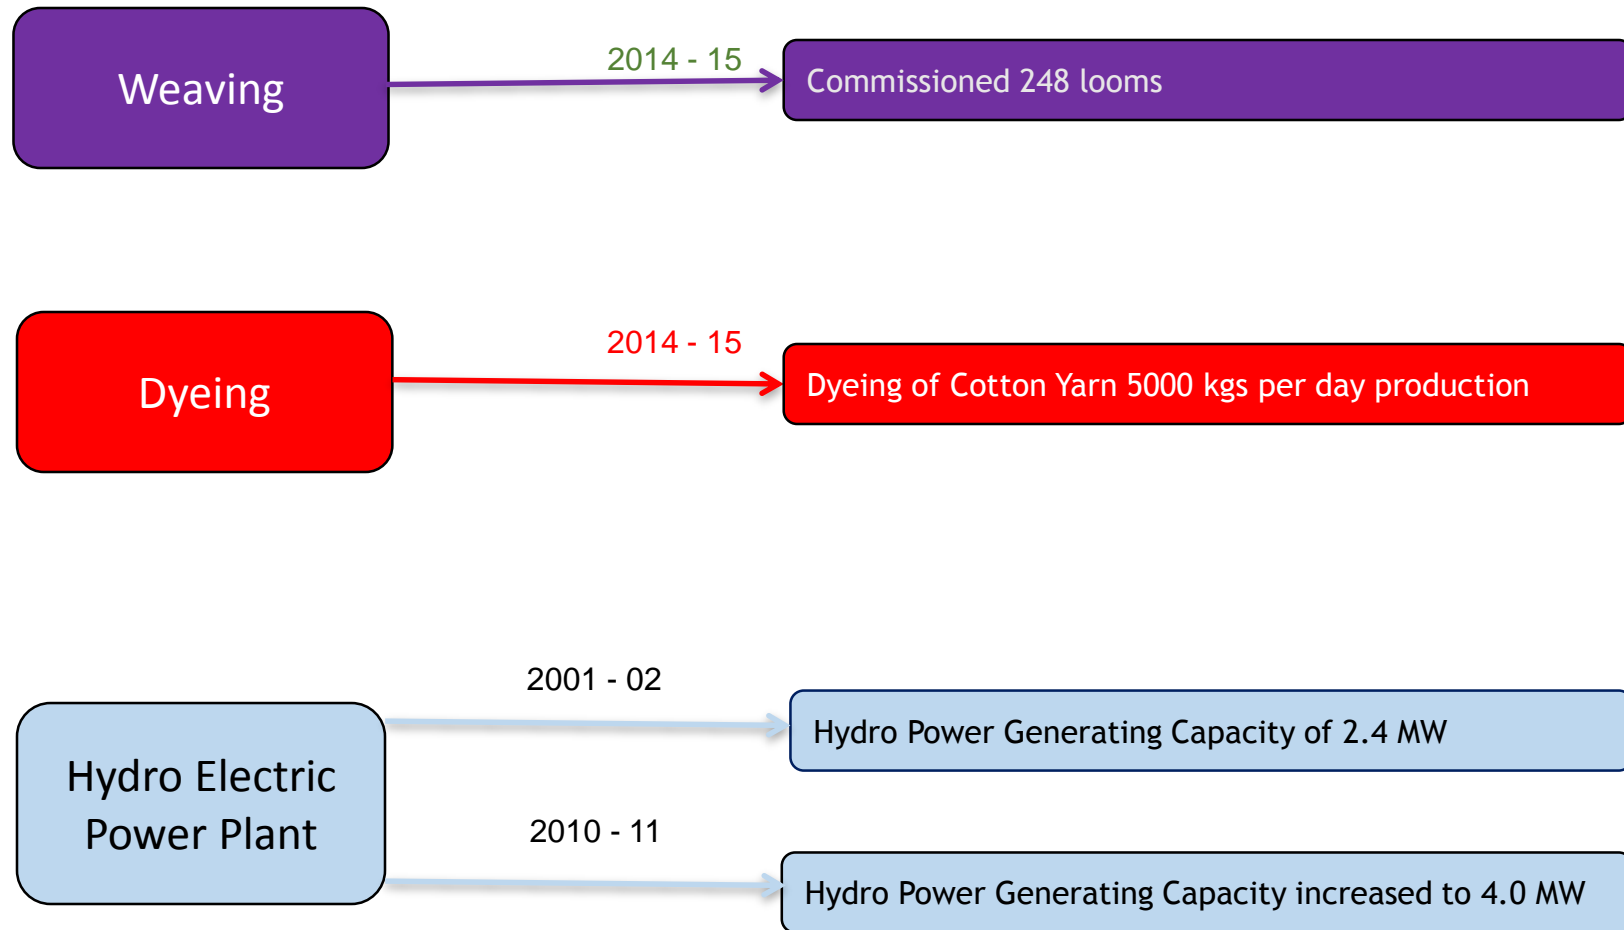 Weaving
2014 - 15
Commissioned 248 looms
Dyeing
2014 - 15
Dyeing of Cotton Yarn 5000 kgs per day production
Hydro Electric
Power Plant
2001 - 02
Hydro Power Generating Capacity of 2.4 MW
2010 - 11
Hydro Power Generating Capacity increased to 4.0 MW